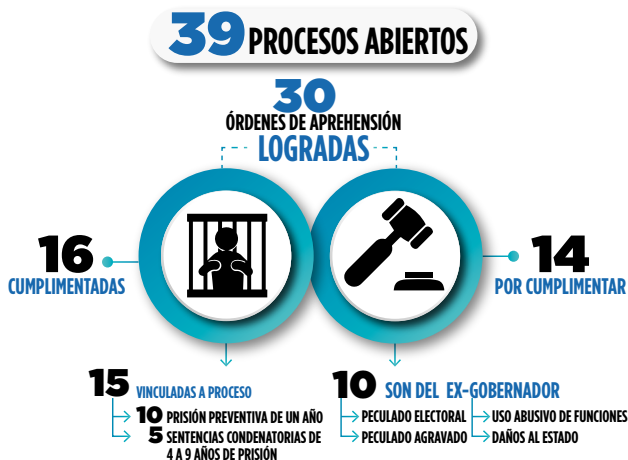 39 PROCESOS ABIERTOS
30
ÓRDENES DE APREHENSIÓN
LOGRADAS
16
CUMPLIMENTADAS
14
POR CUMPLIMENTAR
15 VINCULADAS A PROCESO
10 PRISIÓN PREVENTIVA DE UN AÑO
5 SENTENCIAS CONDENATORIAS DE
4 A 9 AÑOS DE PRISIÓN
10 SON DEL EX-GOBERNADOR
PECULADO ELECTORAL
PECULADO AGRAVADO
USO ABUSIVO DE FUNCIONES
DAÑOS AL ESTADO